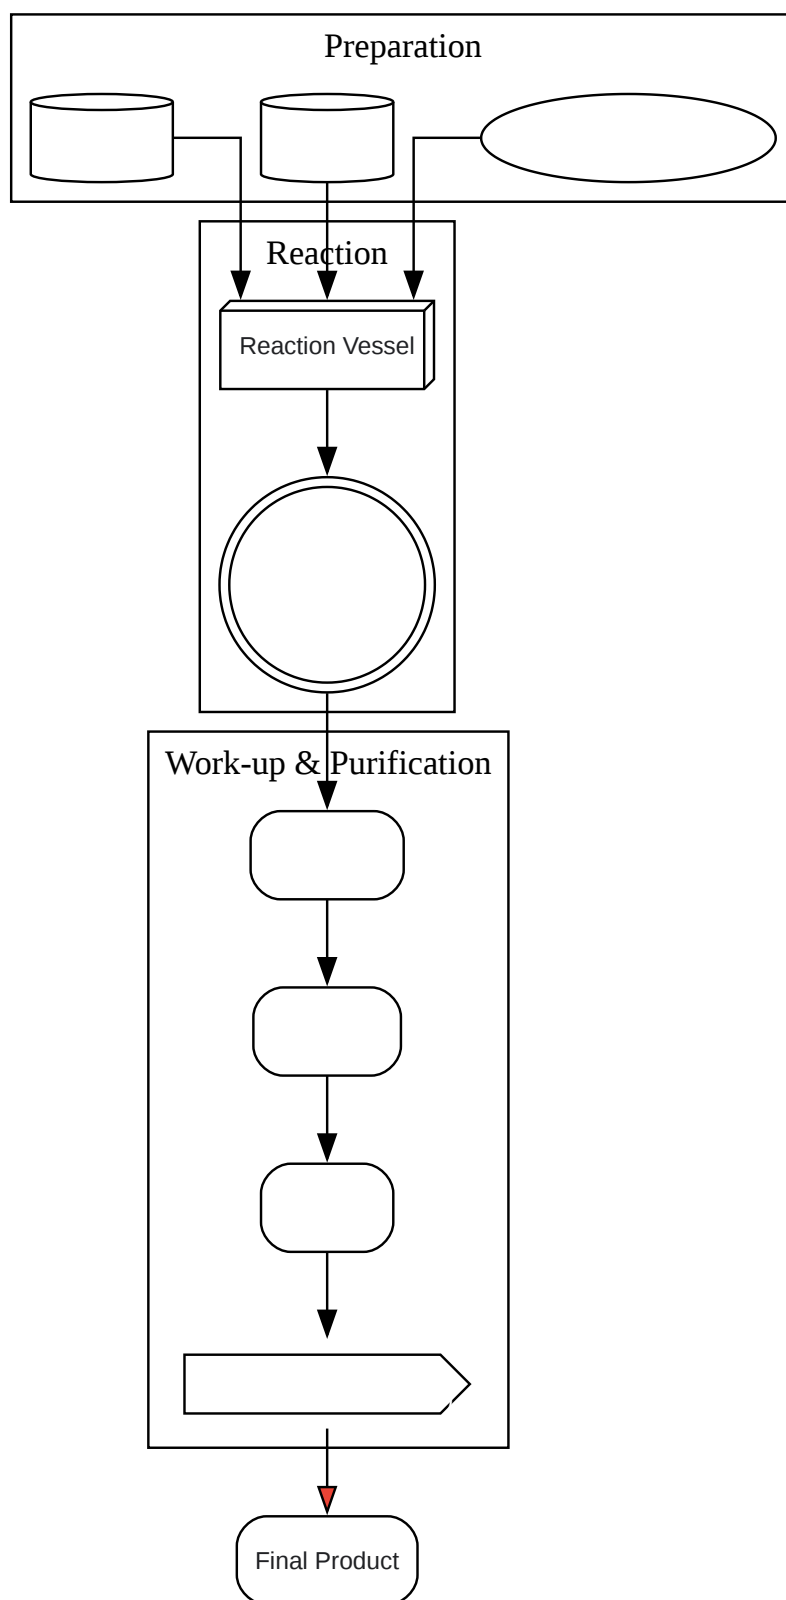 Preparation
Reaction
Reaction Vessel
Work-up & Purification
Final Product